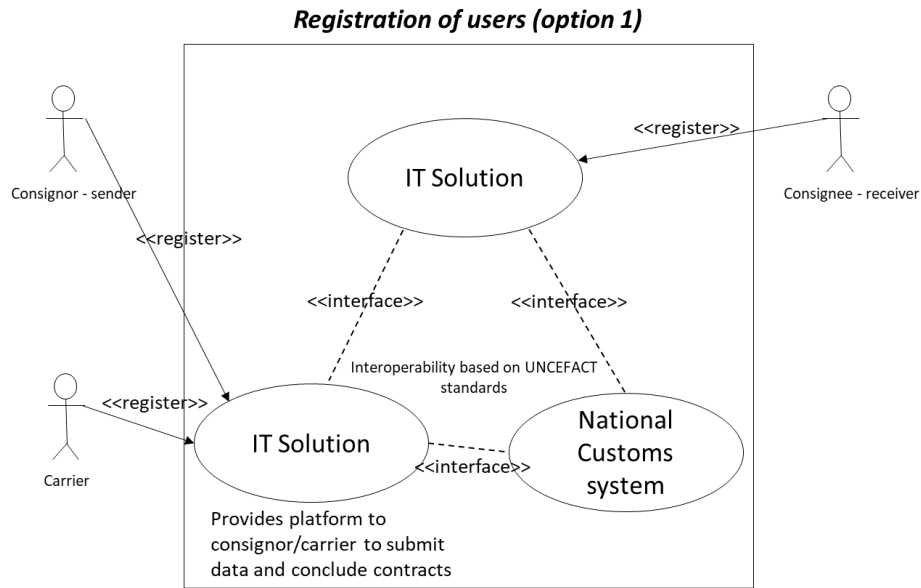 Registration of users (option 1)
<<register>>
Consignor - sender
Consignee - receiver
IT Solution
<<register>>
<<interface>>
<<interface>>
Interoperability based on UNCEFACT
standards
<<register>>
Carrier
IT Solution
<<interface>>
National
Customs
system
Provides platform to
consignor/carrier to submit
data and conclude contracts